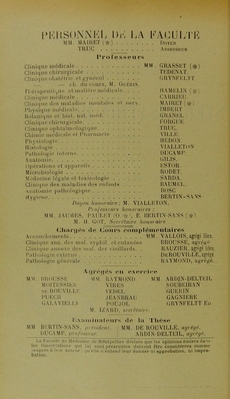 PERSONNEL DE LA FACULTÉ
MM. MAIRET (✻) DOYEN
TRUC ASSESSEUR
Professeurs
Clinique médicale MM. GRASSET (✻)
Clinique chirurgicale TEDENAT.
Clinique obstétric. et gynécol GRYNFELTT
— — ch. du cours, M. GUÉRIN.
Thérapeutique et matière médicale HAMELIN (✻)
Clinique médicale CARRIEU.
Clinique des maladies mentales et nerv. MAIRET (✻)
Physique médicale IMBERT
Botanique et hist. nat. méd. GRANEL
Clinique chirurgicale FORGUE
Clinique ophtalmologique TRUC.
Chimie médicale et Pharmacie VILLE
Physiologie HEDON
Histologie VIALLETON
Pathologie interne DUCAMP
Anatomie GILIS.
Opérations et appareils ESTOR.
Microbiologie RODET
Médecine légale et toxicologie SARDA.
Clinique des maladies des enfants BAUMEL.
Anatomie pathologique BOSC
Hygiène BERTIN-SANS
Doyen honoraire: M. VIALLETON.
Professeurs honoraires:
MM. JAUMES, PAULET (O. ✻), E. BERTIN-SANS (✻)
M. H. GOT, Secrétaire honoraire
Chargés de Cours complémentaires
Accouchements MM. VALLOIS, agrégé libre.
Clinique ann. des mal. syphil. et cutanées BROUSSE, agrégé
Clinique annexe des mal. des vieillards RAUZIER, agrégé libre.
Pathologie externe DE ROUVILLE, agrégé
Pathologie générale RAYMOND, agrégé.
Agrégés en exercice
MM. BROUSSE MM. RAYMOND MM. ARDIN-DELTEIL
MOITESSIER VIRES SOUBEIRAN
DE ROUVILLE VEDEL GUERIN
PUECH JEANBRAU GAGNIERE
GALAVIELLE POUJOL GRYNFELTT Ed.
M. IZARD, secrétaire.
Examinateurs de la Thèse
MM. BERTIN-SANS, président. MM. DE ROUVILLE, agrégé.
DUCAMP, professeur. ARDIN-DELTEIL, agrégé.
La Faculté de Médecine de Montpellier déclare que les opinions émises dans les Dissertations qui lui sont présentées doivent être considérées comme propres à leur auteur; qu'elle n'entend leur donner ni approbation, ni improbation.